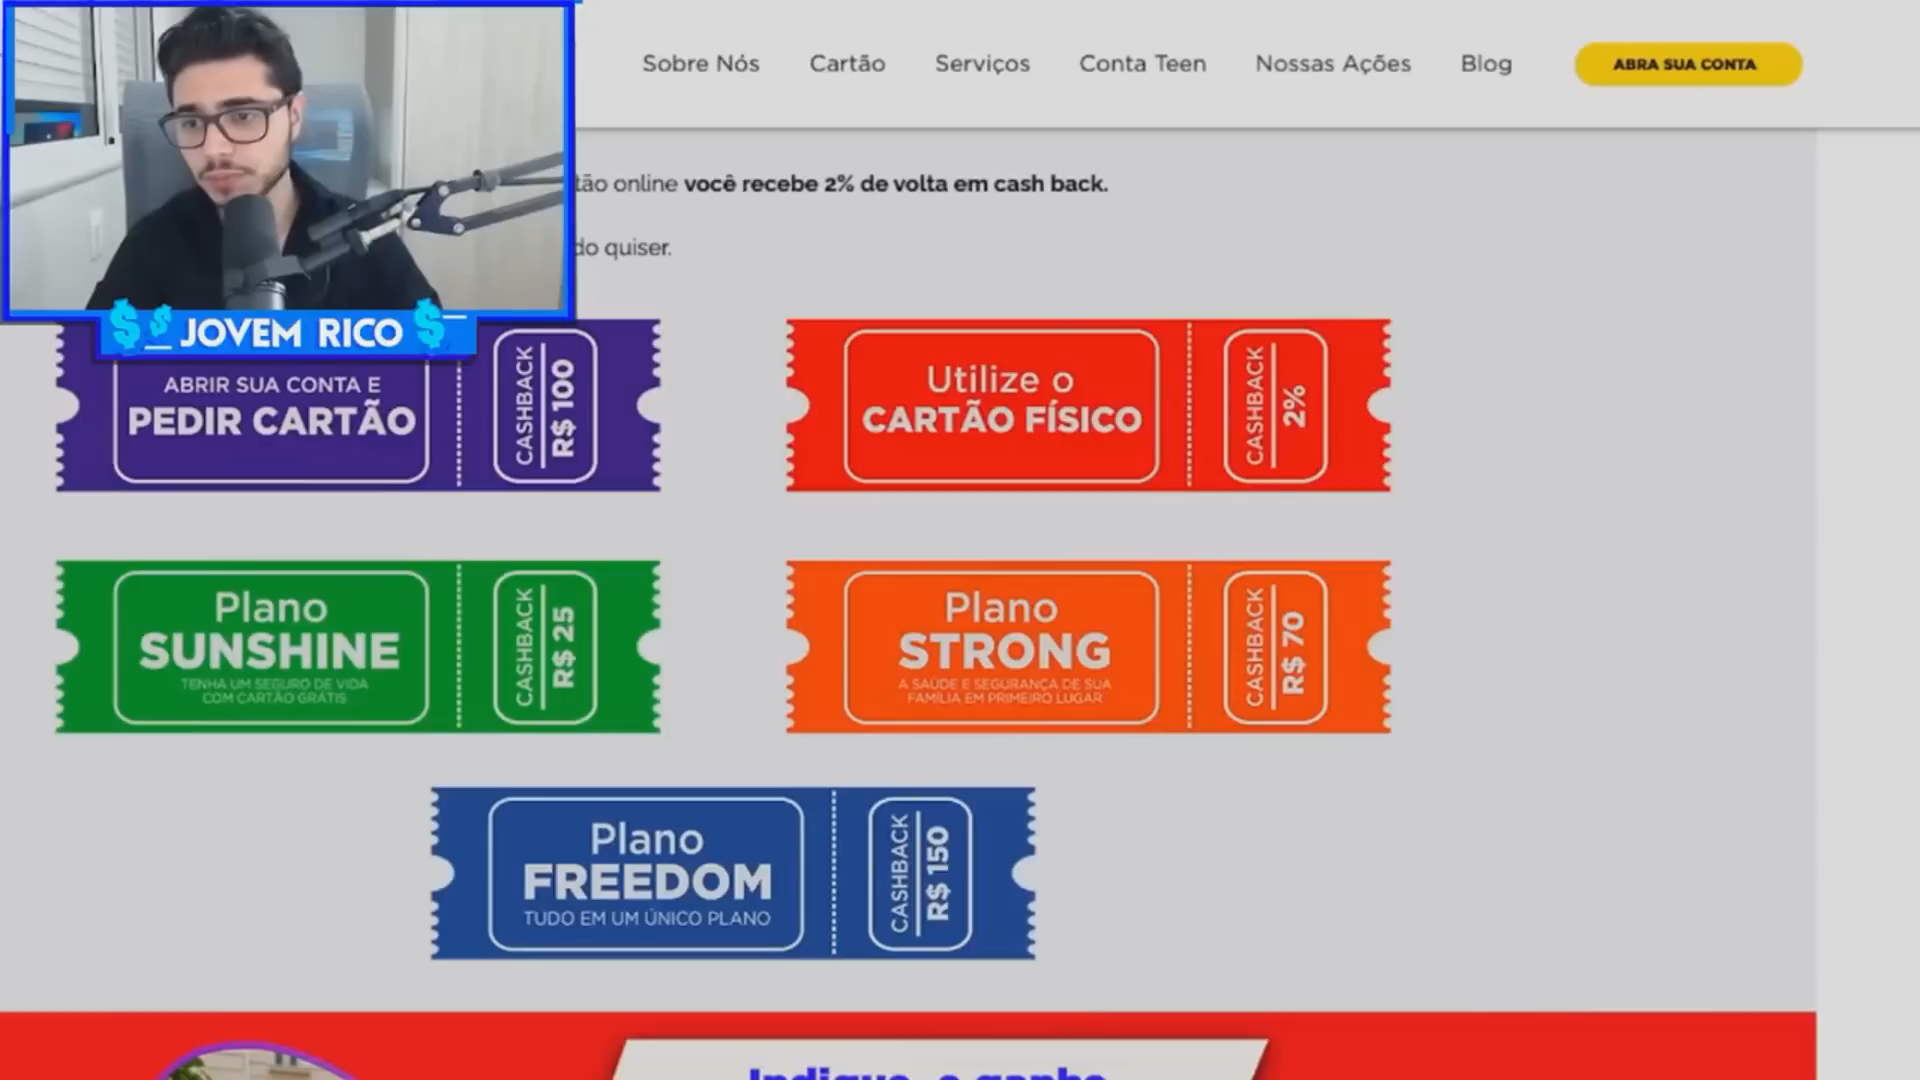 Sobre Nós Cartão Serviços Conta Teen Nossas Ações Blog ABRA SUA CONTA
online você recebe 2% de volta em cash back.
quiser.
JOVEM RICO
ABRIR SUA CONTA E
PEDIR CARTÃO
CASHBACK
R$ 100
Utilize o
CARTÃO FÍSICO
CASHBACK
2%
Plano
SUNSHINE
TENHA UM SEGURO DE VIDA
COM CARTÃO GRÁTIS
CASHBACK
R$ 25
Plano
STRONG
A SAÚDE E SEGURANÇA DE SUA
FAMÍLIA EM PRIMEIRO LUGAR
CASHBACK
R$ 70
Plano
FREEDOM
TUDO EM UM ÚNICO PLANO
CASHBACK
R$ 150